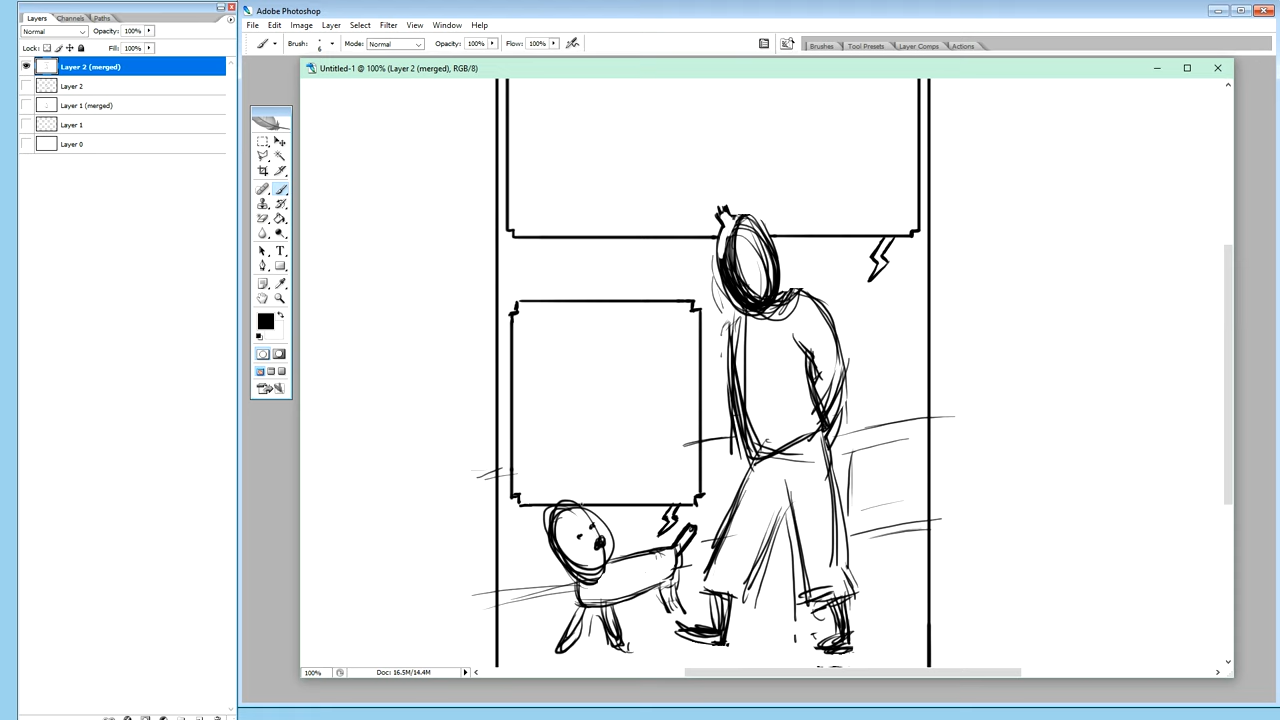 Layers Channels Paths
Normal Opacity: 100%
Lock: Fill: 100%
Layer 2 (merged)
Layer 2
Layer 1 (merged)
Layer 1
Layer 0
Adobe Photoshop
File Edit Image Layer Select Filter View Window Help
Brush: 6 Mode: Normal Opacity: 100% Flow: 100%
Brushes Tool Presets Layer Comps Actions
Untitled-1 @ 100% (Layer 2 (merged), RGB/8)
T
100% Doc: 16.5M/14.4M